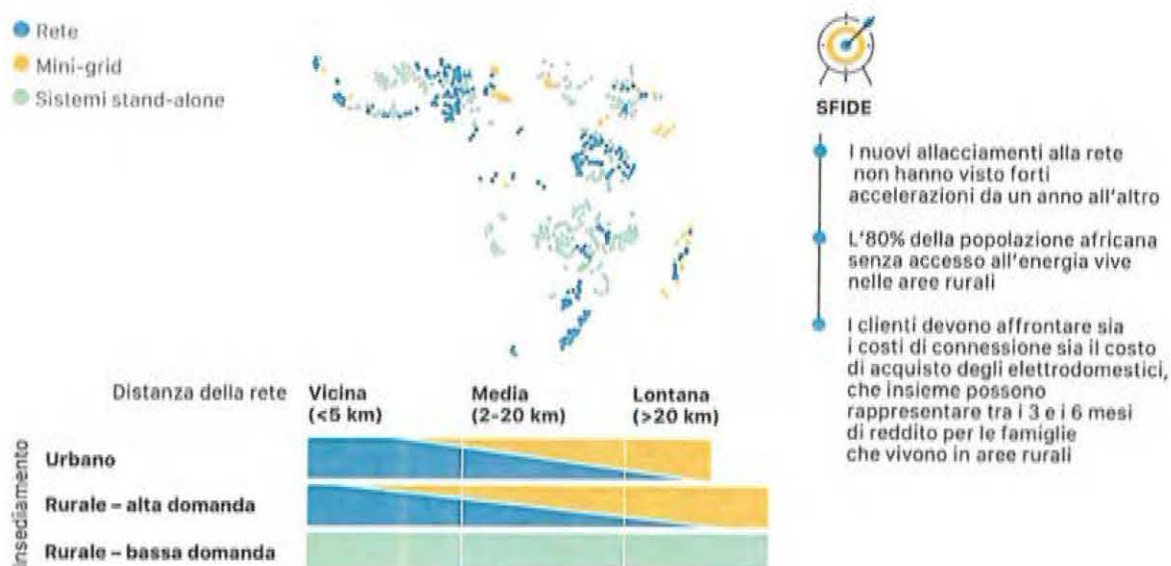 Rete
Mini-grid
Sistemi stand-alone
SFIDE
I nuovi allacciamenti alla rete
non hanno visto forti
accelerazioni da un anno all'altro
L'80% della popolazione africana
senza accesso all'energia vive
nelle aree rurali
I clienti devono affrontare sia
i costi di connessione sia il costo
di acquisto degli elettrodomestici,
che insieme possono
rappresentare tra i 3 e i 6 mesi
di reddito per le famiglie
che vivono in aree rurali
Distanza della rete
Vicina
(<5 km)
Media
(2-20 km)
Lontana
(>20 km)
Insediamento
Urbano
Rurale – alta domanda
Rurale – bassa domanda